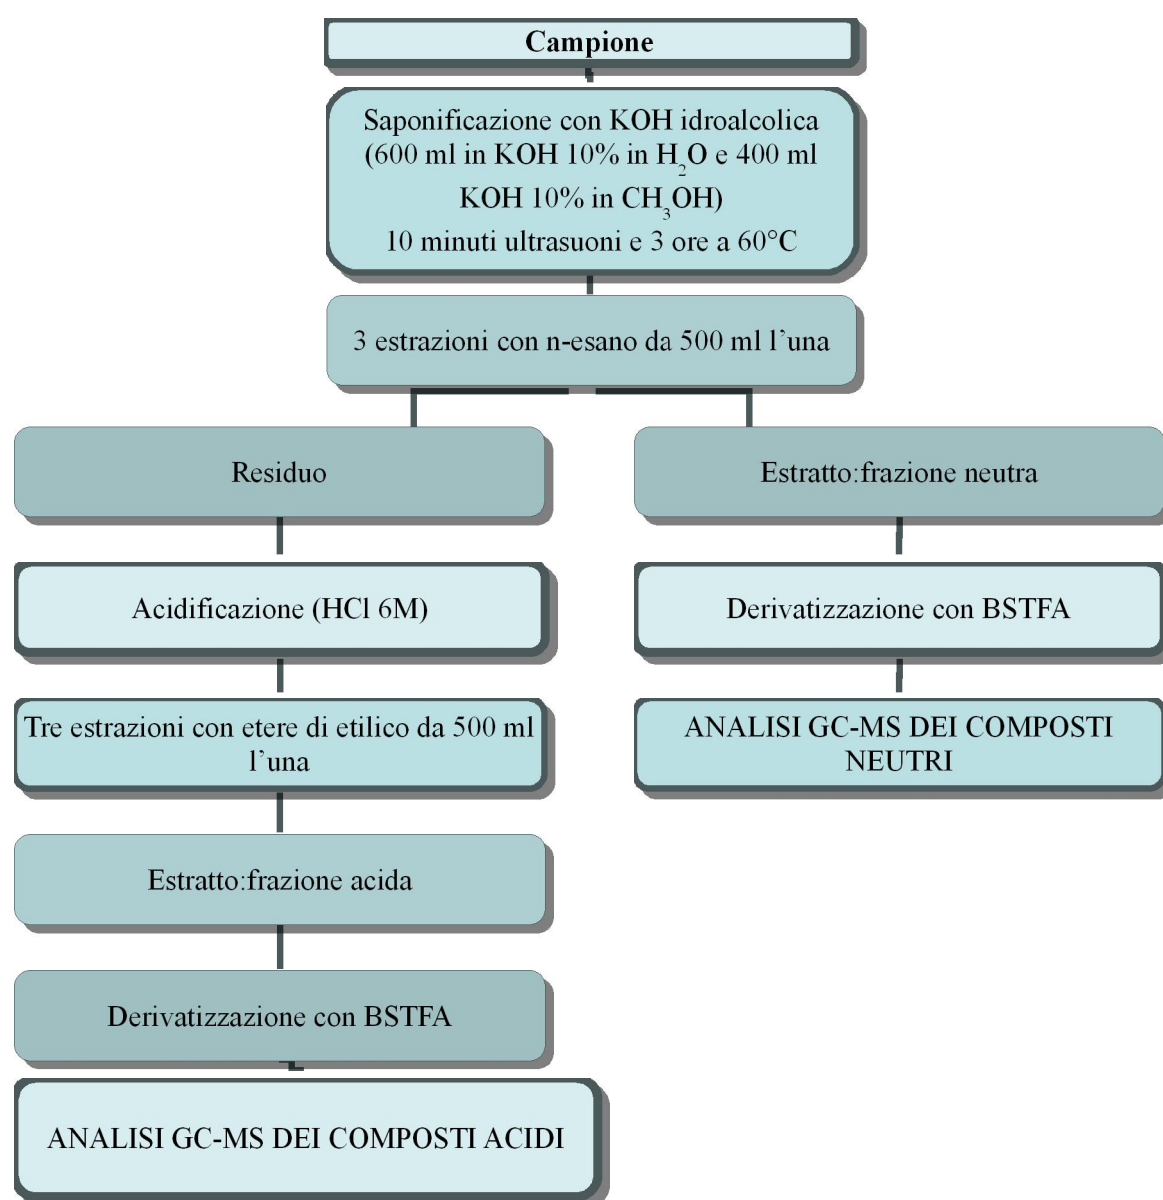 Campione
Saponificazione con KOH idroalcolica
(600 ml in KOH 10% in H₂O e 400 ml
KOH 10% in CH₃OH)
10 minuti ultrasuoni e 3 ore a 60°C
3 estrazioni con n-esano da 500 ml l’una
Residuo
Estratto:frazione neutra
Acidificazione (HCl 6M)
Derivatizzazione con BSTFA
Tre estrazioni con etere di etilico da 500 ml
l’una
ANALISI GC-MS DEI COMPOSTI
NEUTRI
Estratto:frazione acida
Derivatizzazione con BSTFA
ANALISI GC-MS DEI COMPOSTI ACIDI